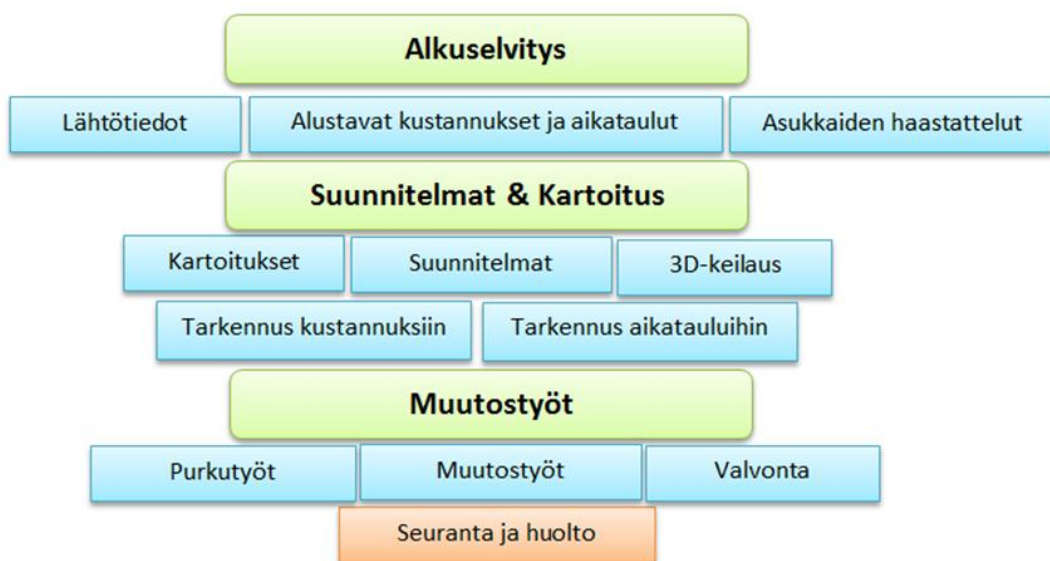 Alkuselvitys
Lähtötiedot
Alustavat kustannukset ja aikataulut
Asukkaiden haastattelut
Suunnitelmat & Kartoitus
Kartoitukset
Suunnitelmat
3D-keilaus
Tarkennus kustannuksiin
Tarkennus aikatauluihin
Muutostyöt
Purkutyöt
Muutostyöt
Valvonta
Seuranta ja huolto